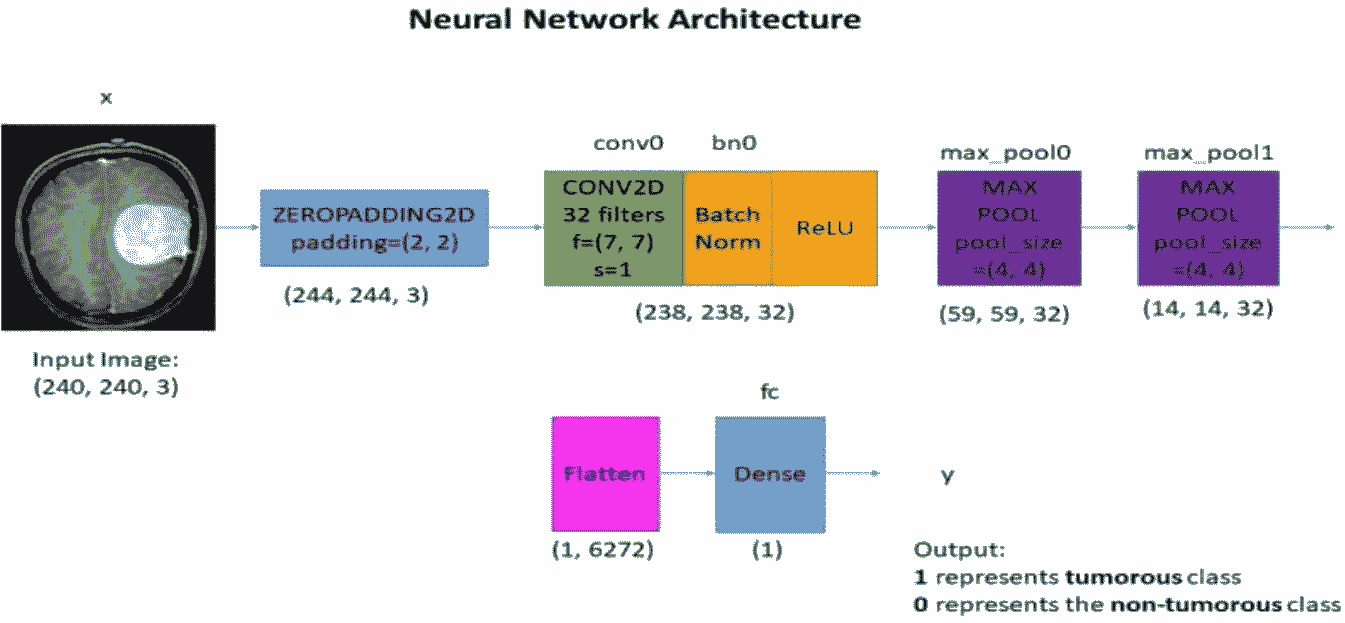 Neural Network Architecture
x
Input Image:
(240, 240, 3)
ZEROPADDING2D
padding=(2, 2)
(244, 244, 3)
conv0
bn0
CONV2D
32 filters
f=(7, 7)
s=1
Batch
Norm
ReLU
(238, 238, 32)
max_pool0
MAX
POOL
pool_size
=(4, 4)
(59, 59, 32)
max_pool1
MAX
POOL
pool_size
=(4, 4)
(14, 14, 32)
Flatten
(1, 6272)
fc
Dense
(1)
y
Output:
1 represents tumorous class
0 represents the non-tumorous class